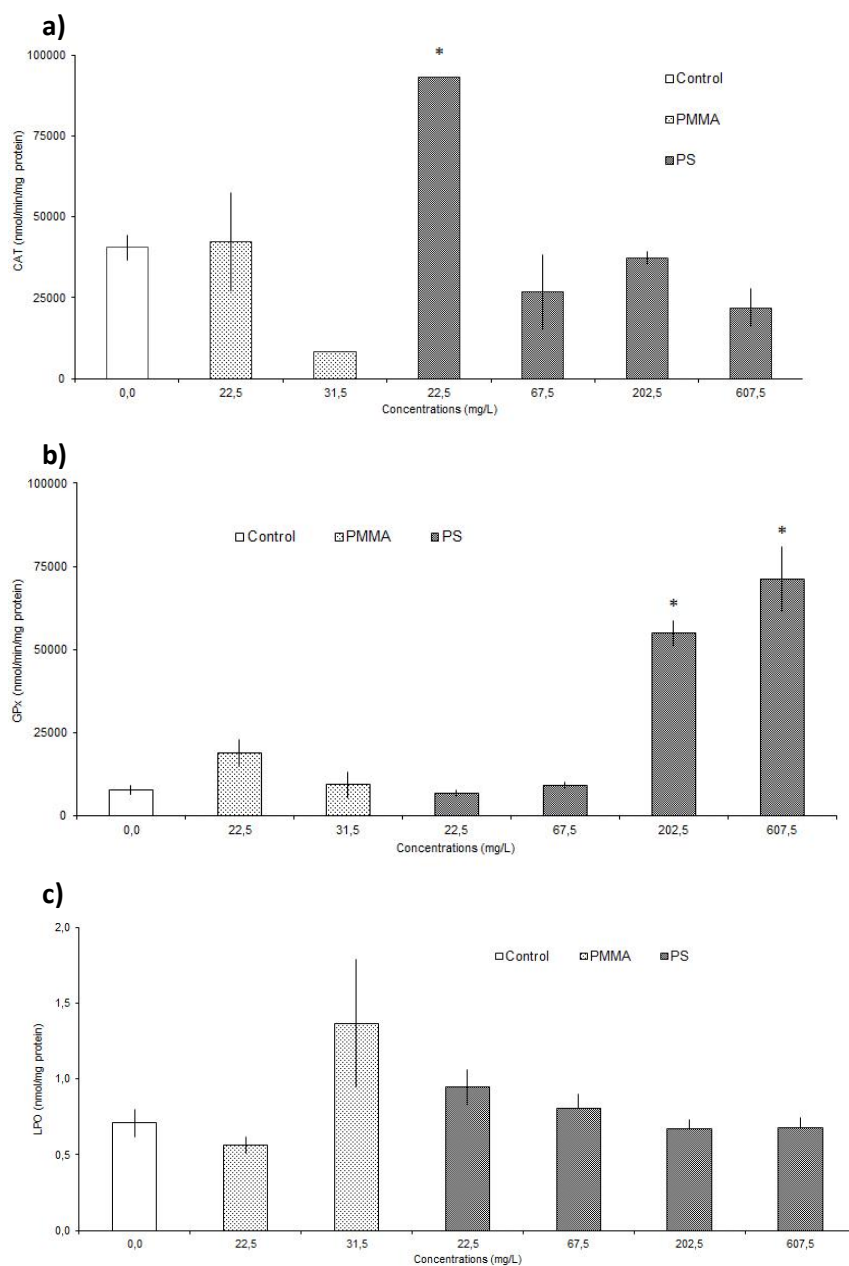 a)
100000
*
Control
PMMA
PS
75000
50000
25000
0
CAT (nmol/min/mg protein)
0,0 22,5 31,5 22,5 67,5 202,5 607,5
Concentrations (mg/L)
b)
100000
Control PMMA PS
*
75000
*
50000
25000
0
GPx (nmol/min/mg protein)
0,0 22,5 31,5 22,5 67,5 202,5 607,5
Concentrations (mg/L)
c)
2,0
Control PMMA PS
1,5
1,0
0,5
0,0
LPO (nmol/mg protein)
0,0 22,5 31,5 22,5 67,5 202,5 607,5
Concentrations (mg/L)